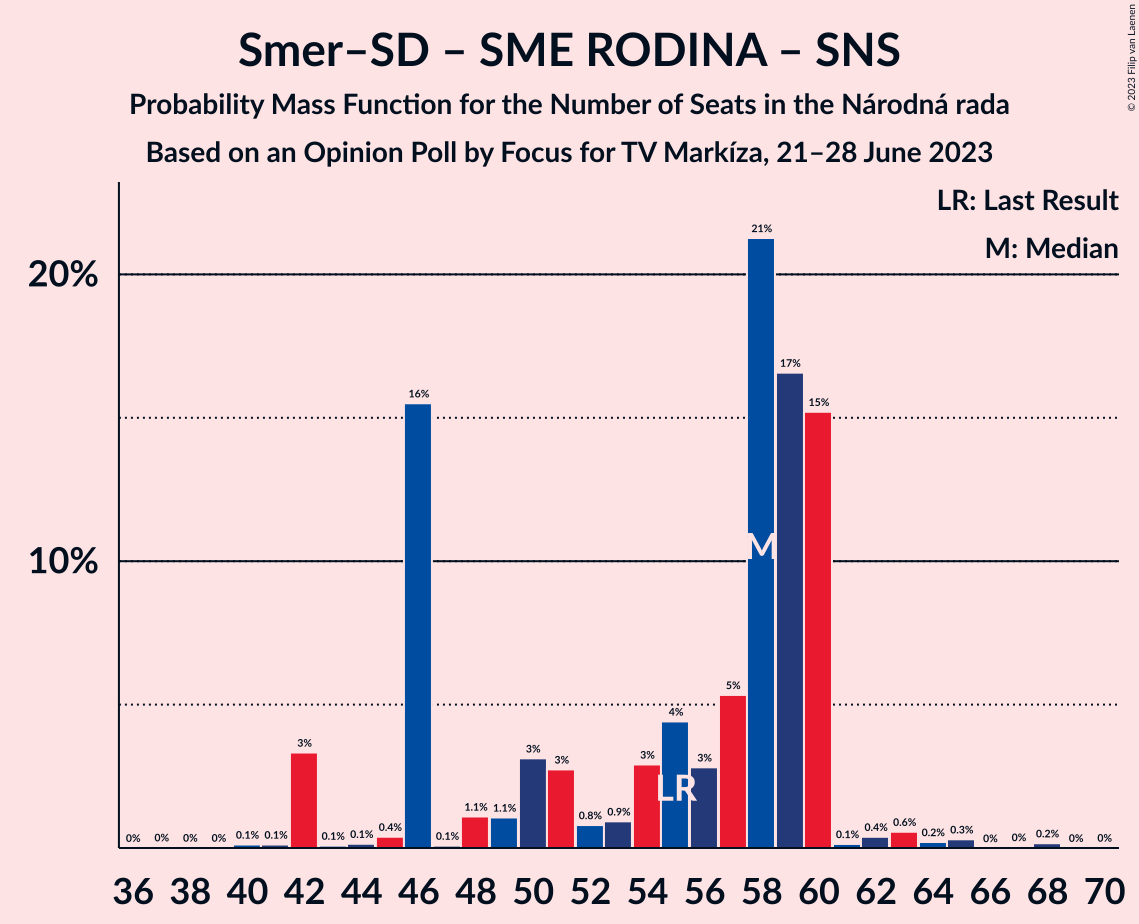 Smer–SD – SME RODINA – SNS
Probability Mass Function for the Number of Seats in the Národná rada
Based on an Opinion Poll by Focus for TV Markíza, 21–28 June 2023
© 2023 Filip van Laenen
LR: Last Result
M: Median
20%
10%
0% 0% 0% 0% 0.1% 0.1% 3% 0.1% 0.1% 0.4% 16% 0.1% 1.1% 1.1% 3% 3% 0.8% 0.9% 3% 4% 3% 5% 21% 17% 15% 0.1% 0.4% 0.6% 0.2% 0.3% 0% 0% 0.2% 0% 0%
M
LR
36 38 40 42 44 46 48 50 52 54 56 58 60 62 64 66 68 70